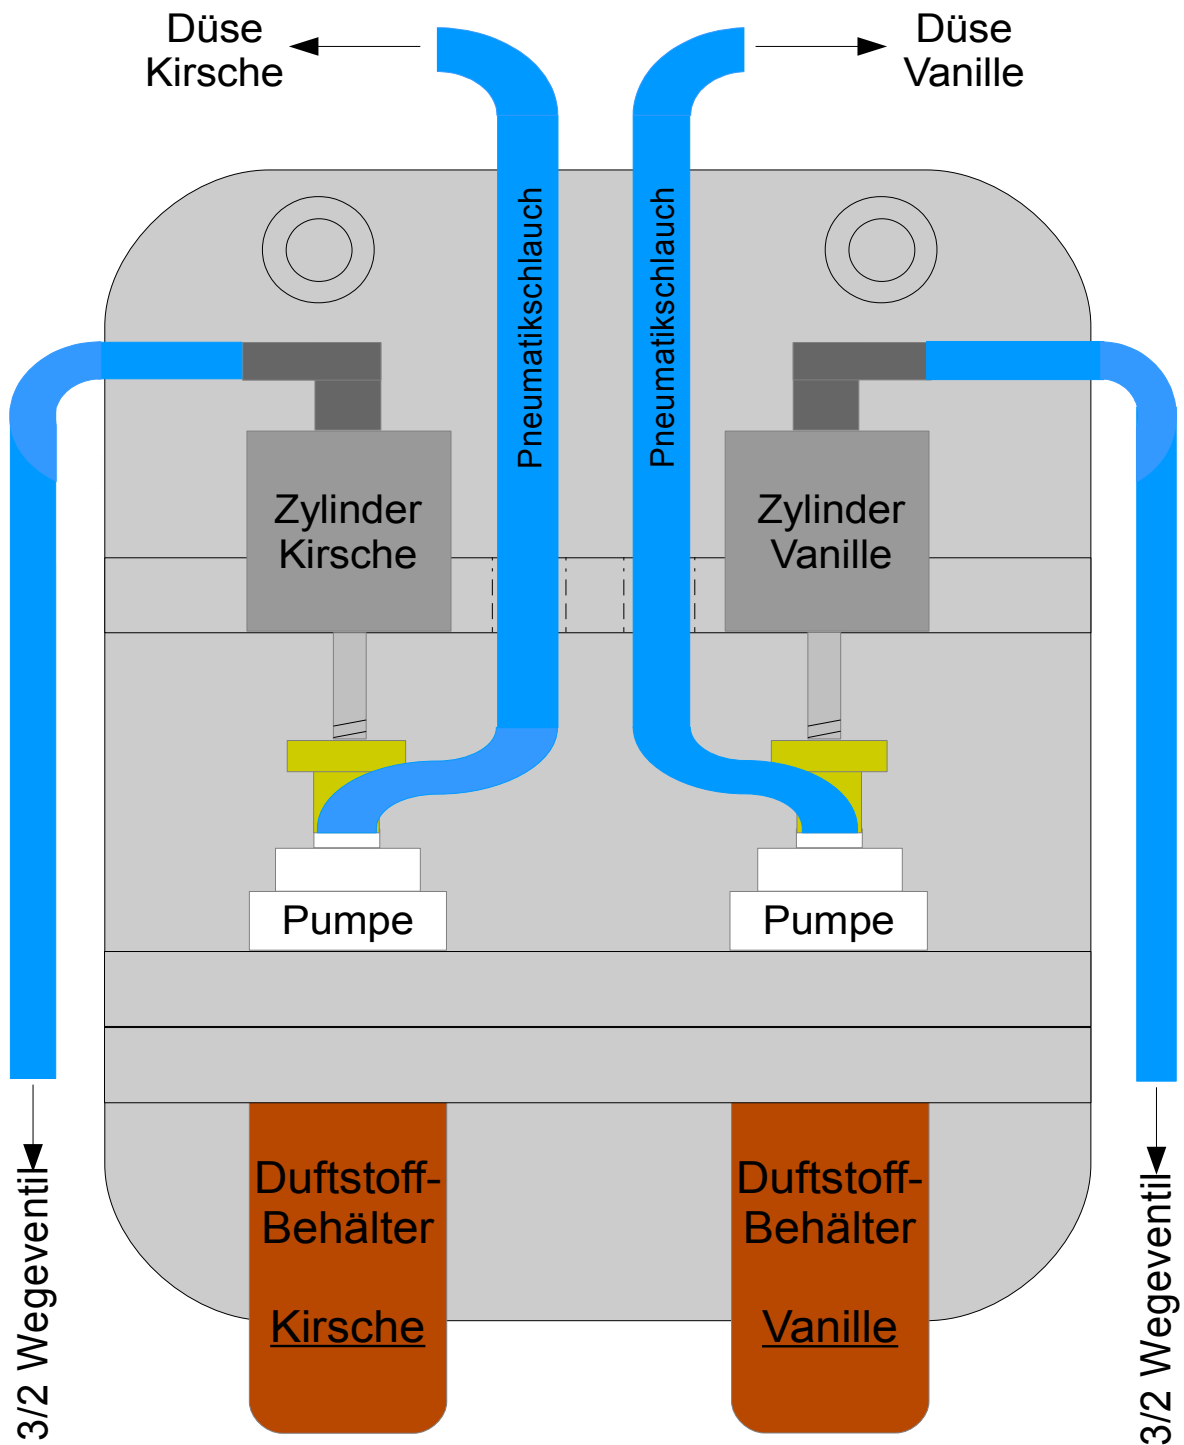 Düse
Kirsche
Düse
Vanille
Pneumatikschlauch
Pneumatikschlauch
Zylinder
Kirsche
Zylinder
Vanille
Pumpe
Pumpe
Duftstoff-
Behälter
Kirsche
Duftstoff-
Behälter
Vanille
3/2 Wegeventil
3/2 Wegeventil